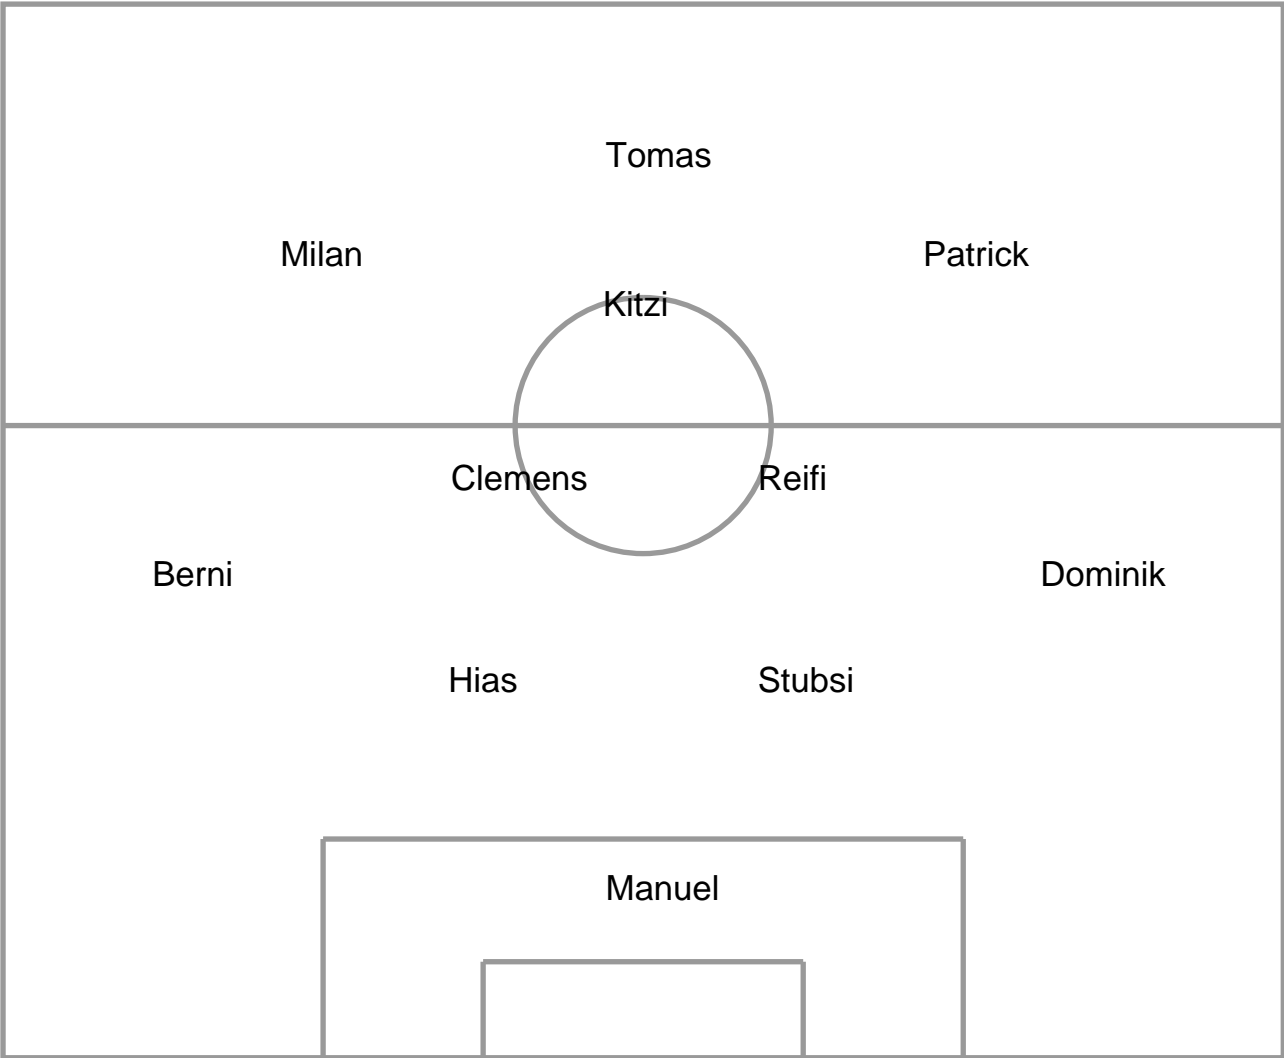 Tomas
Milan
Patrick
Kitzi
Clemens
Reifi
Berni
Dominik
Hias
Stubsi
Manuel